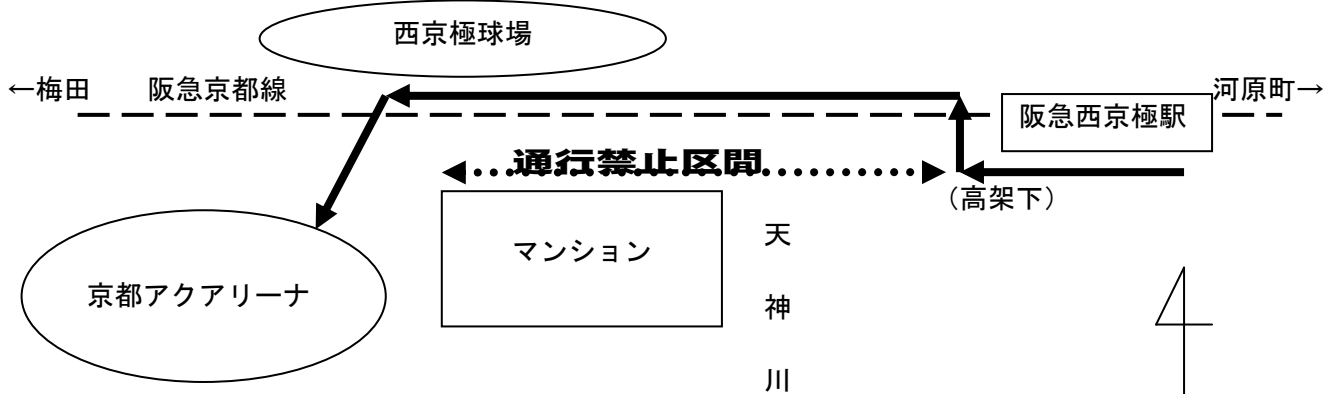 西京極球場
←梅田
阪急京都線
河原町→
阪急西京極駅
通行禁止区間
(高架下)
マンション
天神川
京都アクアリーナ